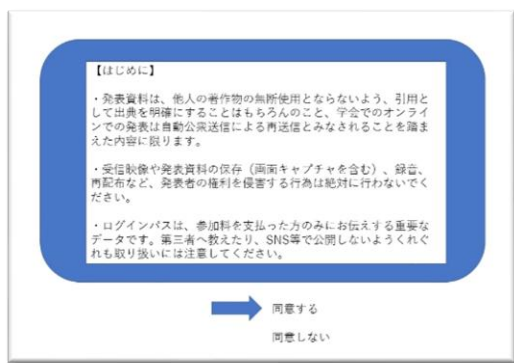 【はじめに】
・発表資料は、他人の著作物の無断使用とならないよう、引用と
して出典を明確にすることはもちろんのこと、学会でのオンライ
ンでの発表は自動公衆送信による再送信とみなされることを踏ま
えた内容に限ります。
・受信映像や発表資料の保存（画面キャプチャを含む）、録音、
再配布など、発表者の権利を侵害する行為は絶対に行わないでく
ださい。
・ログインパスは、参加料を支払った方のみにお伝えする重要な
データです。第三者へ教えたり、SNS等で公開しないようくれぐ
れも取り扱いには注意してください。
同意する
同意しない